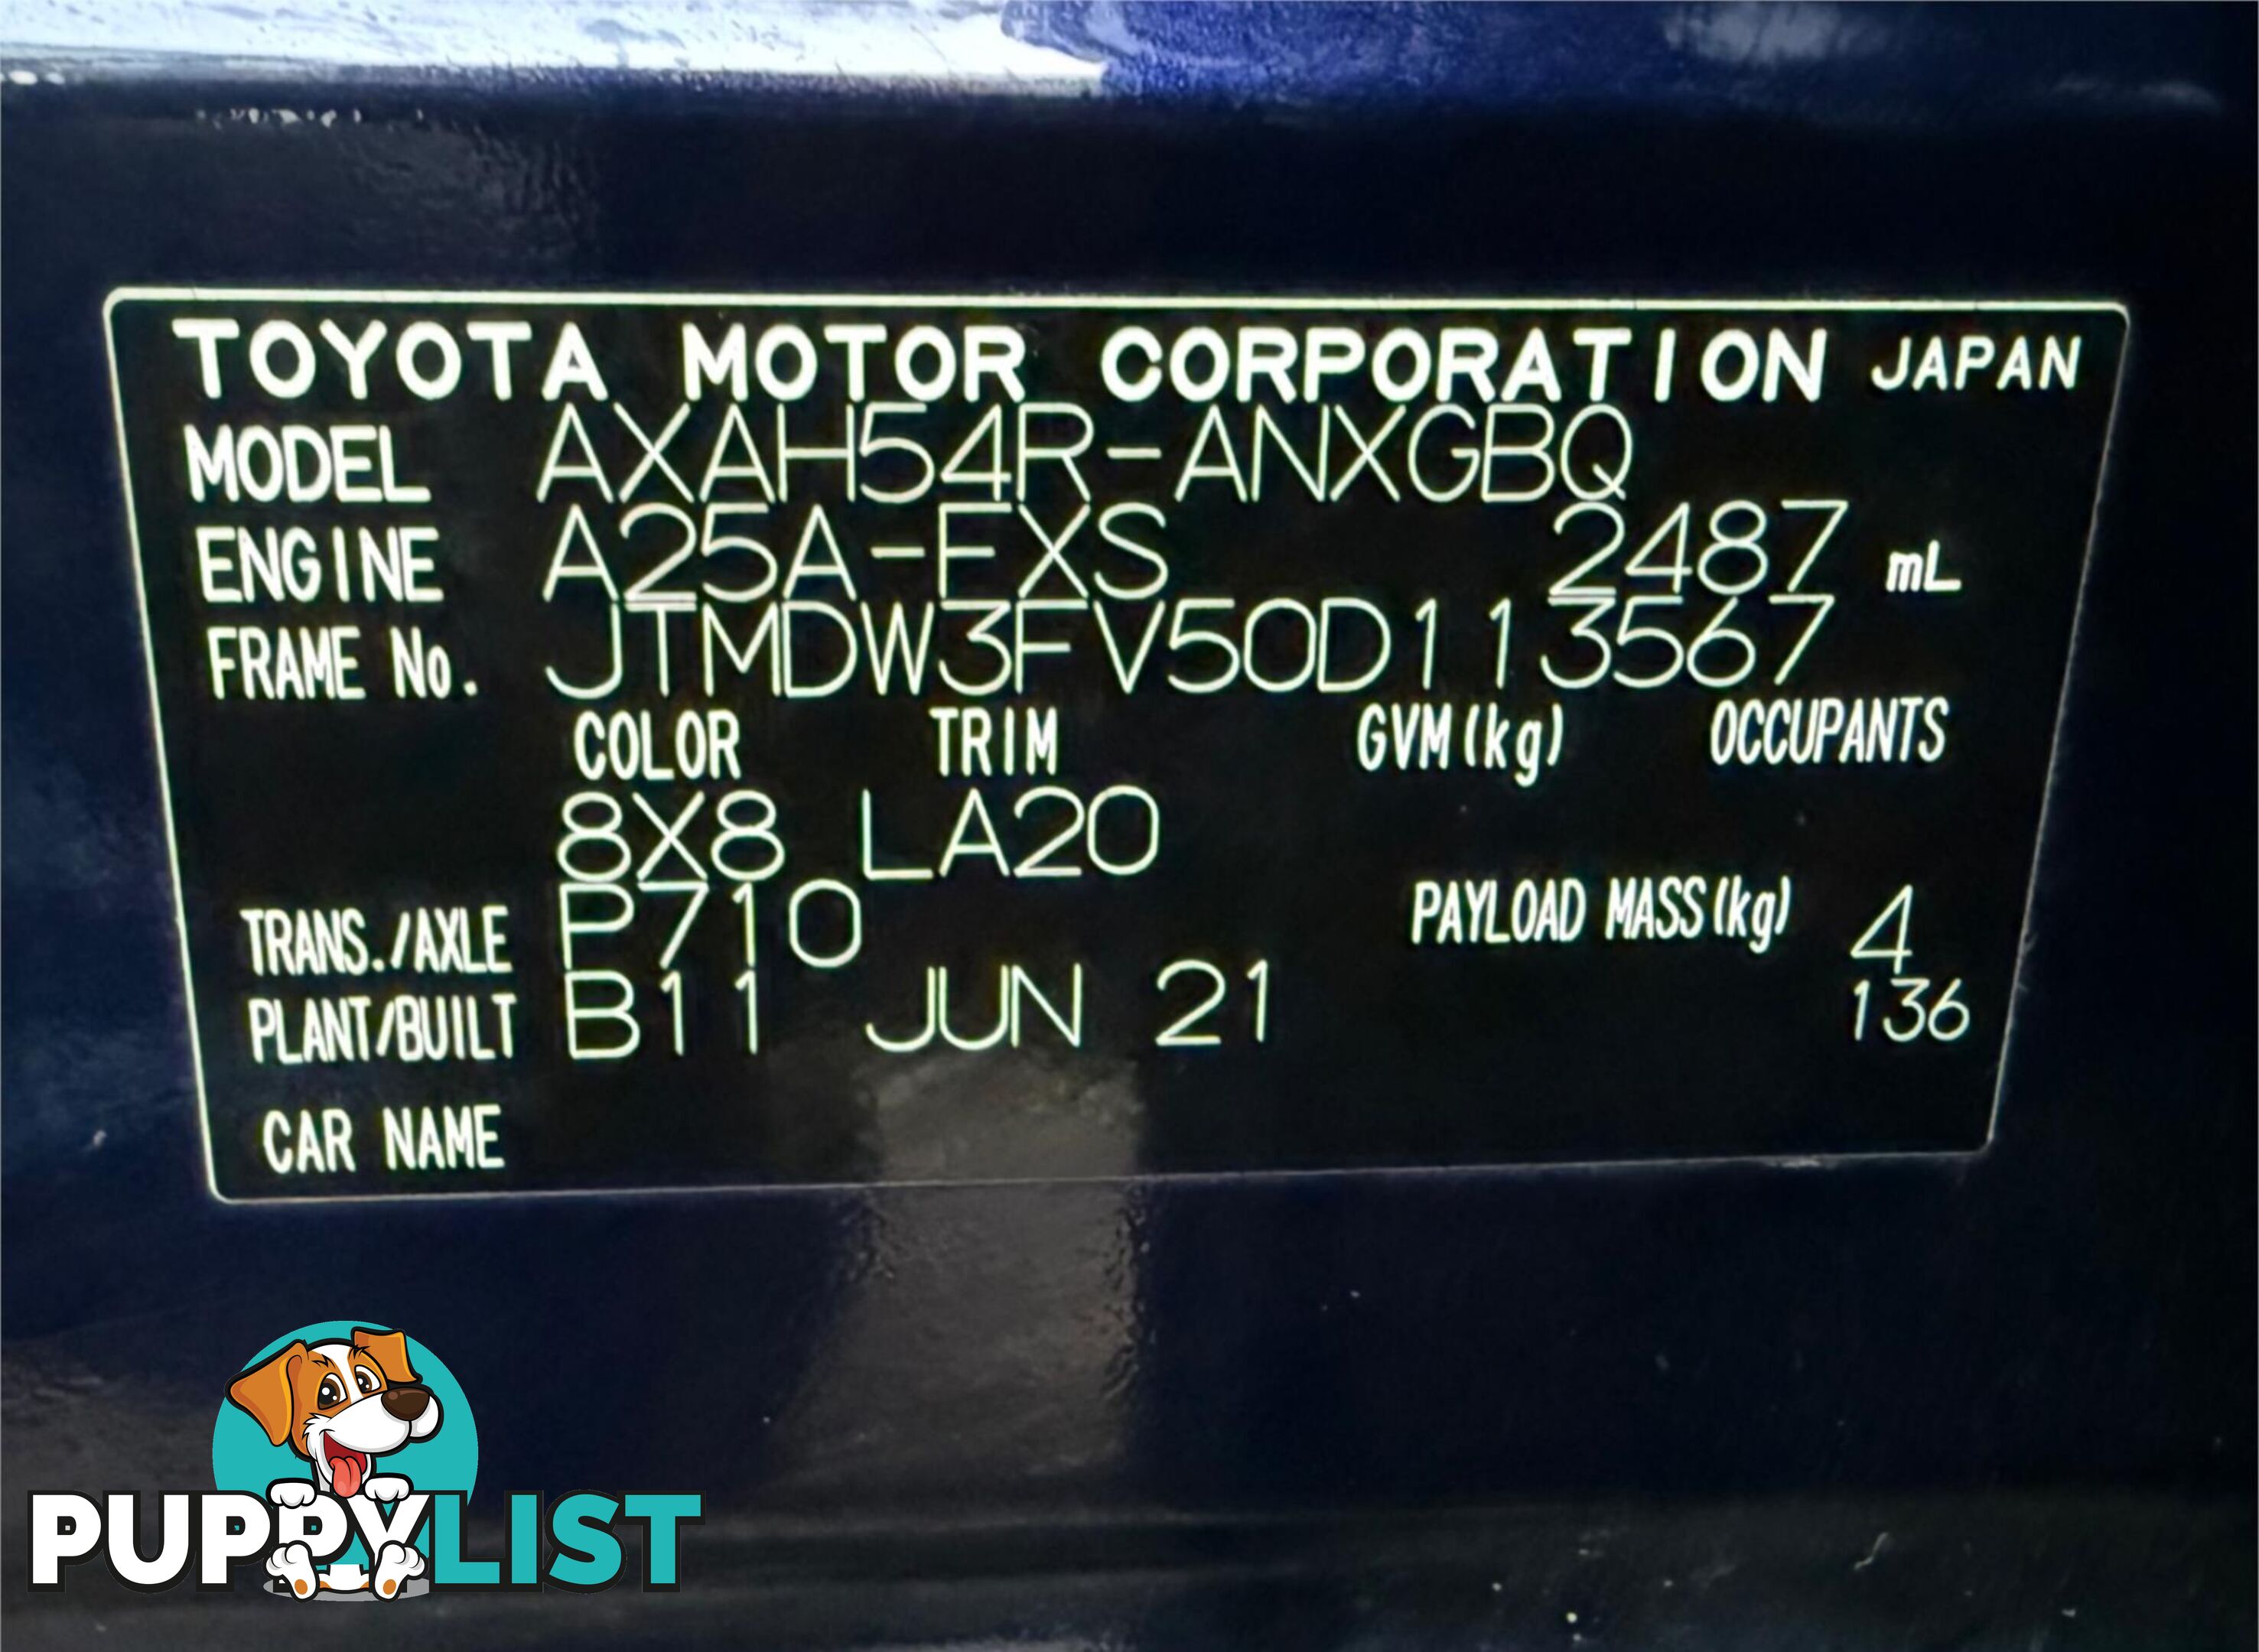 TOYOTA MOTOR CORPORATION JAPAN
MODEL AXAH54R-ANXGBQ
ENGINE A25A-FXS 2487 mL
FRAME No. JTMDW3FV50D113567
COLOR TRIM GVM(kg) OCCUPANTS
8X8 LA20
TRANS./AXLE P710 PAYLOAD MASS(kg) 4
PLANT/BUILT B11 JUN 21 136
CAR NAME
PUPPYLIST